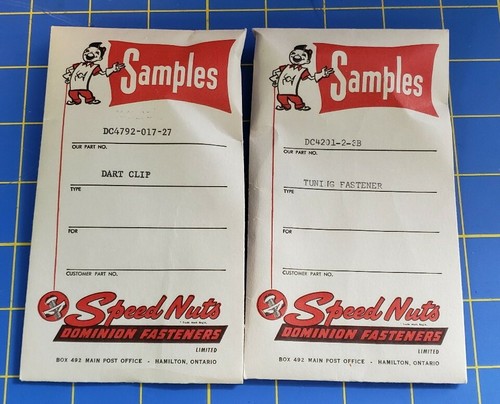 Samples
DC4792-017-27
OUR PART NO.
DART CLIP
TYPE
FOR
CUSTOMER PART NO.
Speed Nuts
DOMINION FASTENERS
LIMITED
BOX 492 MAIN POST OFFICE - HAMILTON, ONTARIO
Samples
DC4201-2-3B
OUR PART NO.
TUNING FASTENER
TYPE
FOR
CUSTOMER PART NO.
Speed Nuts
DOMINION FASTENERS
LIMITED
BOX 492 MAIN POST OFFICE - HAMILTON, ONTARIO